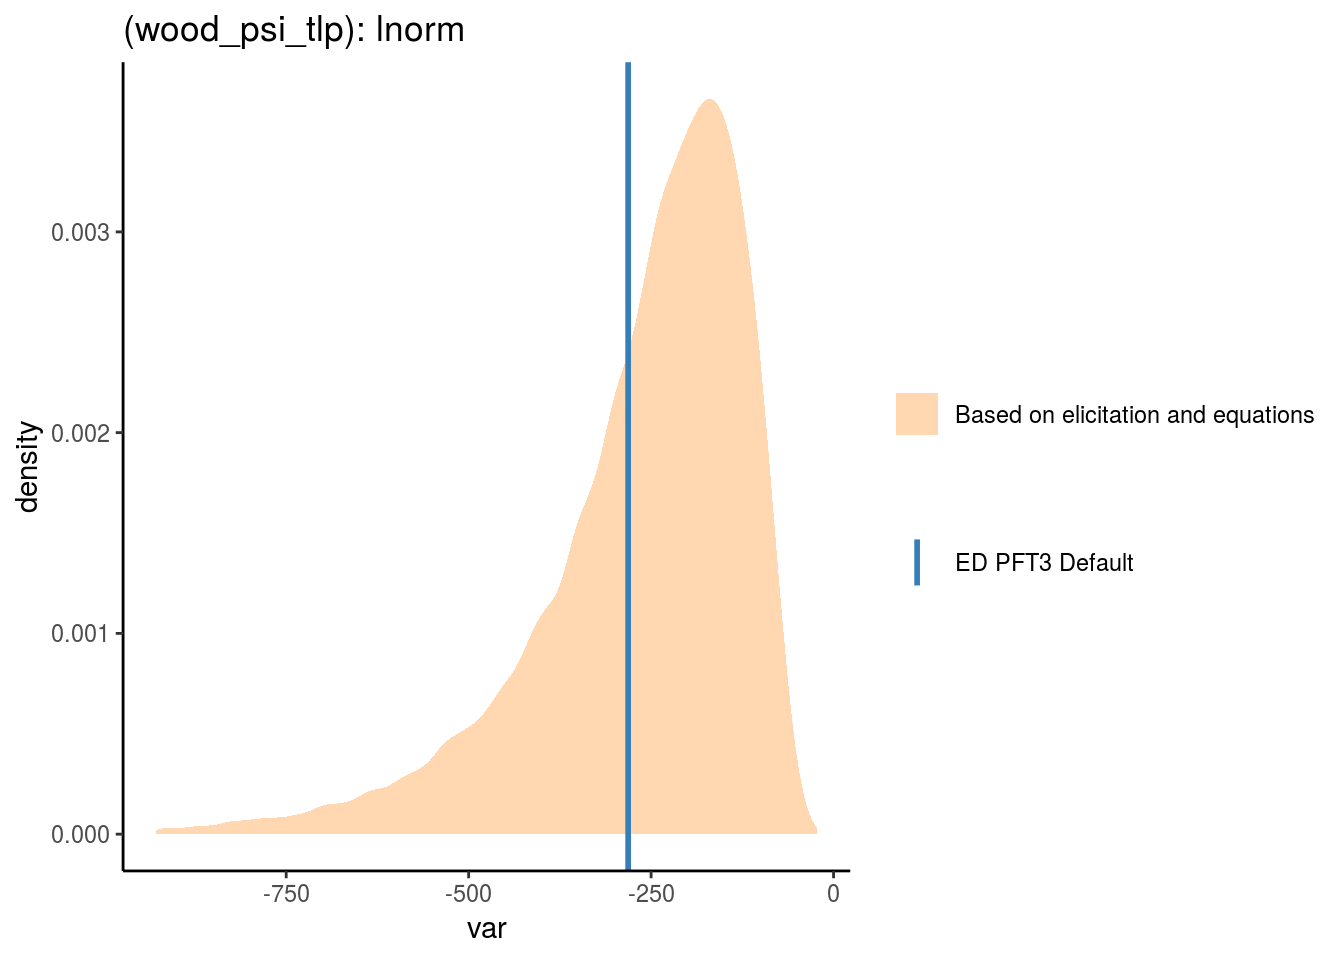 (wood_psi_tlp): lnorm
density
0.003
0.002
0.001
0.000
-750
-500
-250
0
var
Based on elicitation and equations
ED PFT3 Default